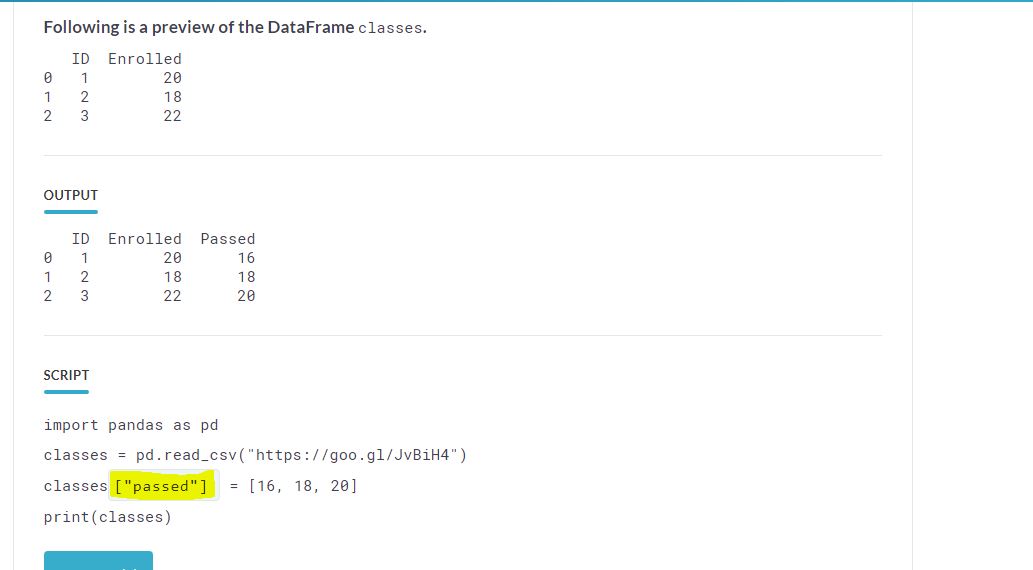 Following is a preview of the DataFrame classes.
ID Enrolled
0 1 20
1 2 18
2 3 22
OUTPUT
ID Enrolled Passed
0 1 20 16
1 2 18 18
2 3 22 20
SCRIPT
import pandas as pd
classes = pd.read_csv("https://goo.gl/JvBiH4")
classes ["passed"] = [16, 18, 20]
print(classes)